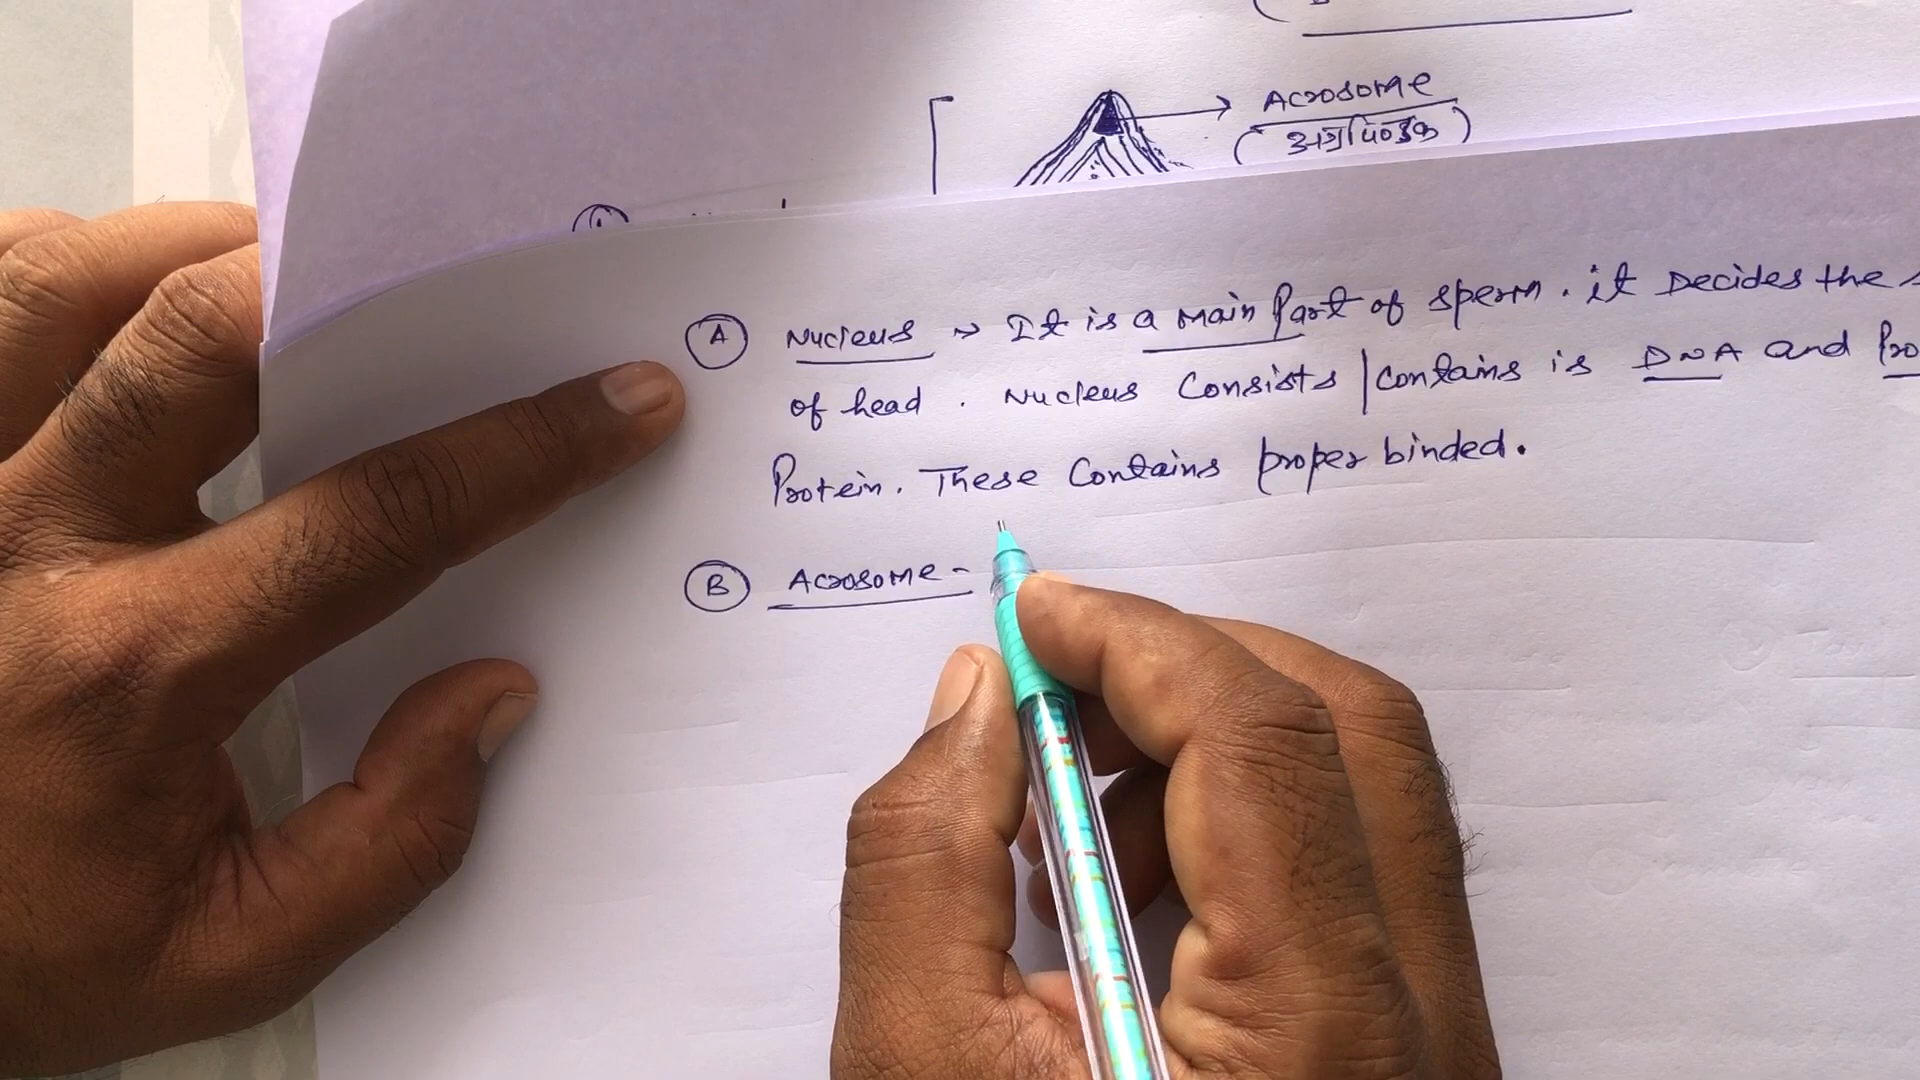 Acrosome
(अग्रपिण्डक)
A Nucleus → It is a main Part of sperm. it Decides the
of head. Nucleus Consists | contains is DNA and
Protein. These Contains proper binded.
B Acrosome -